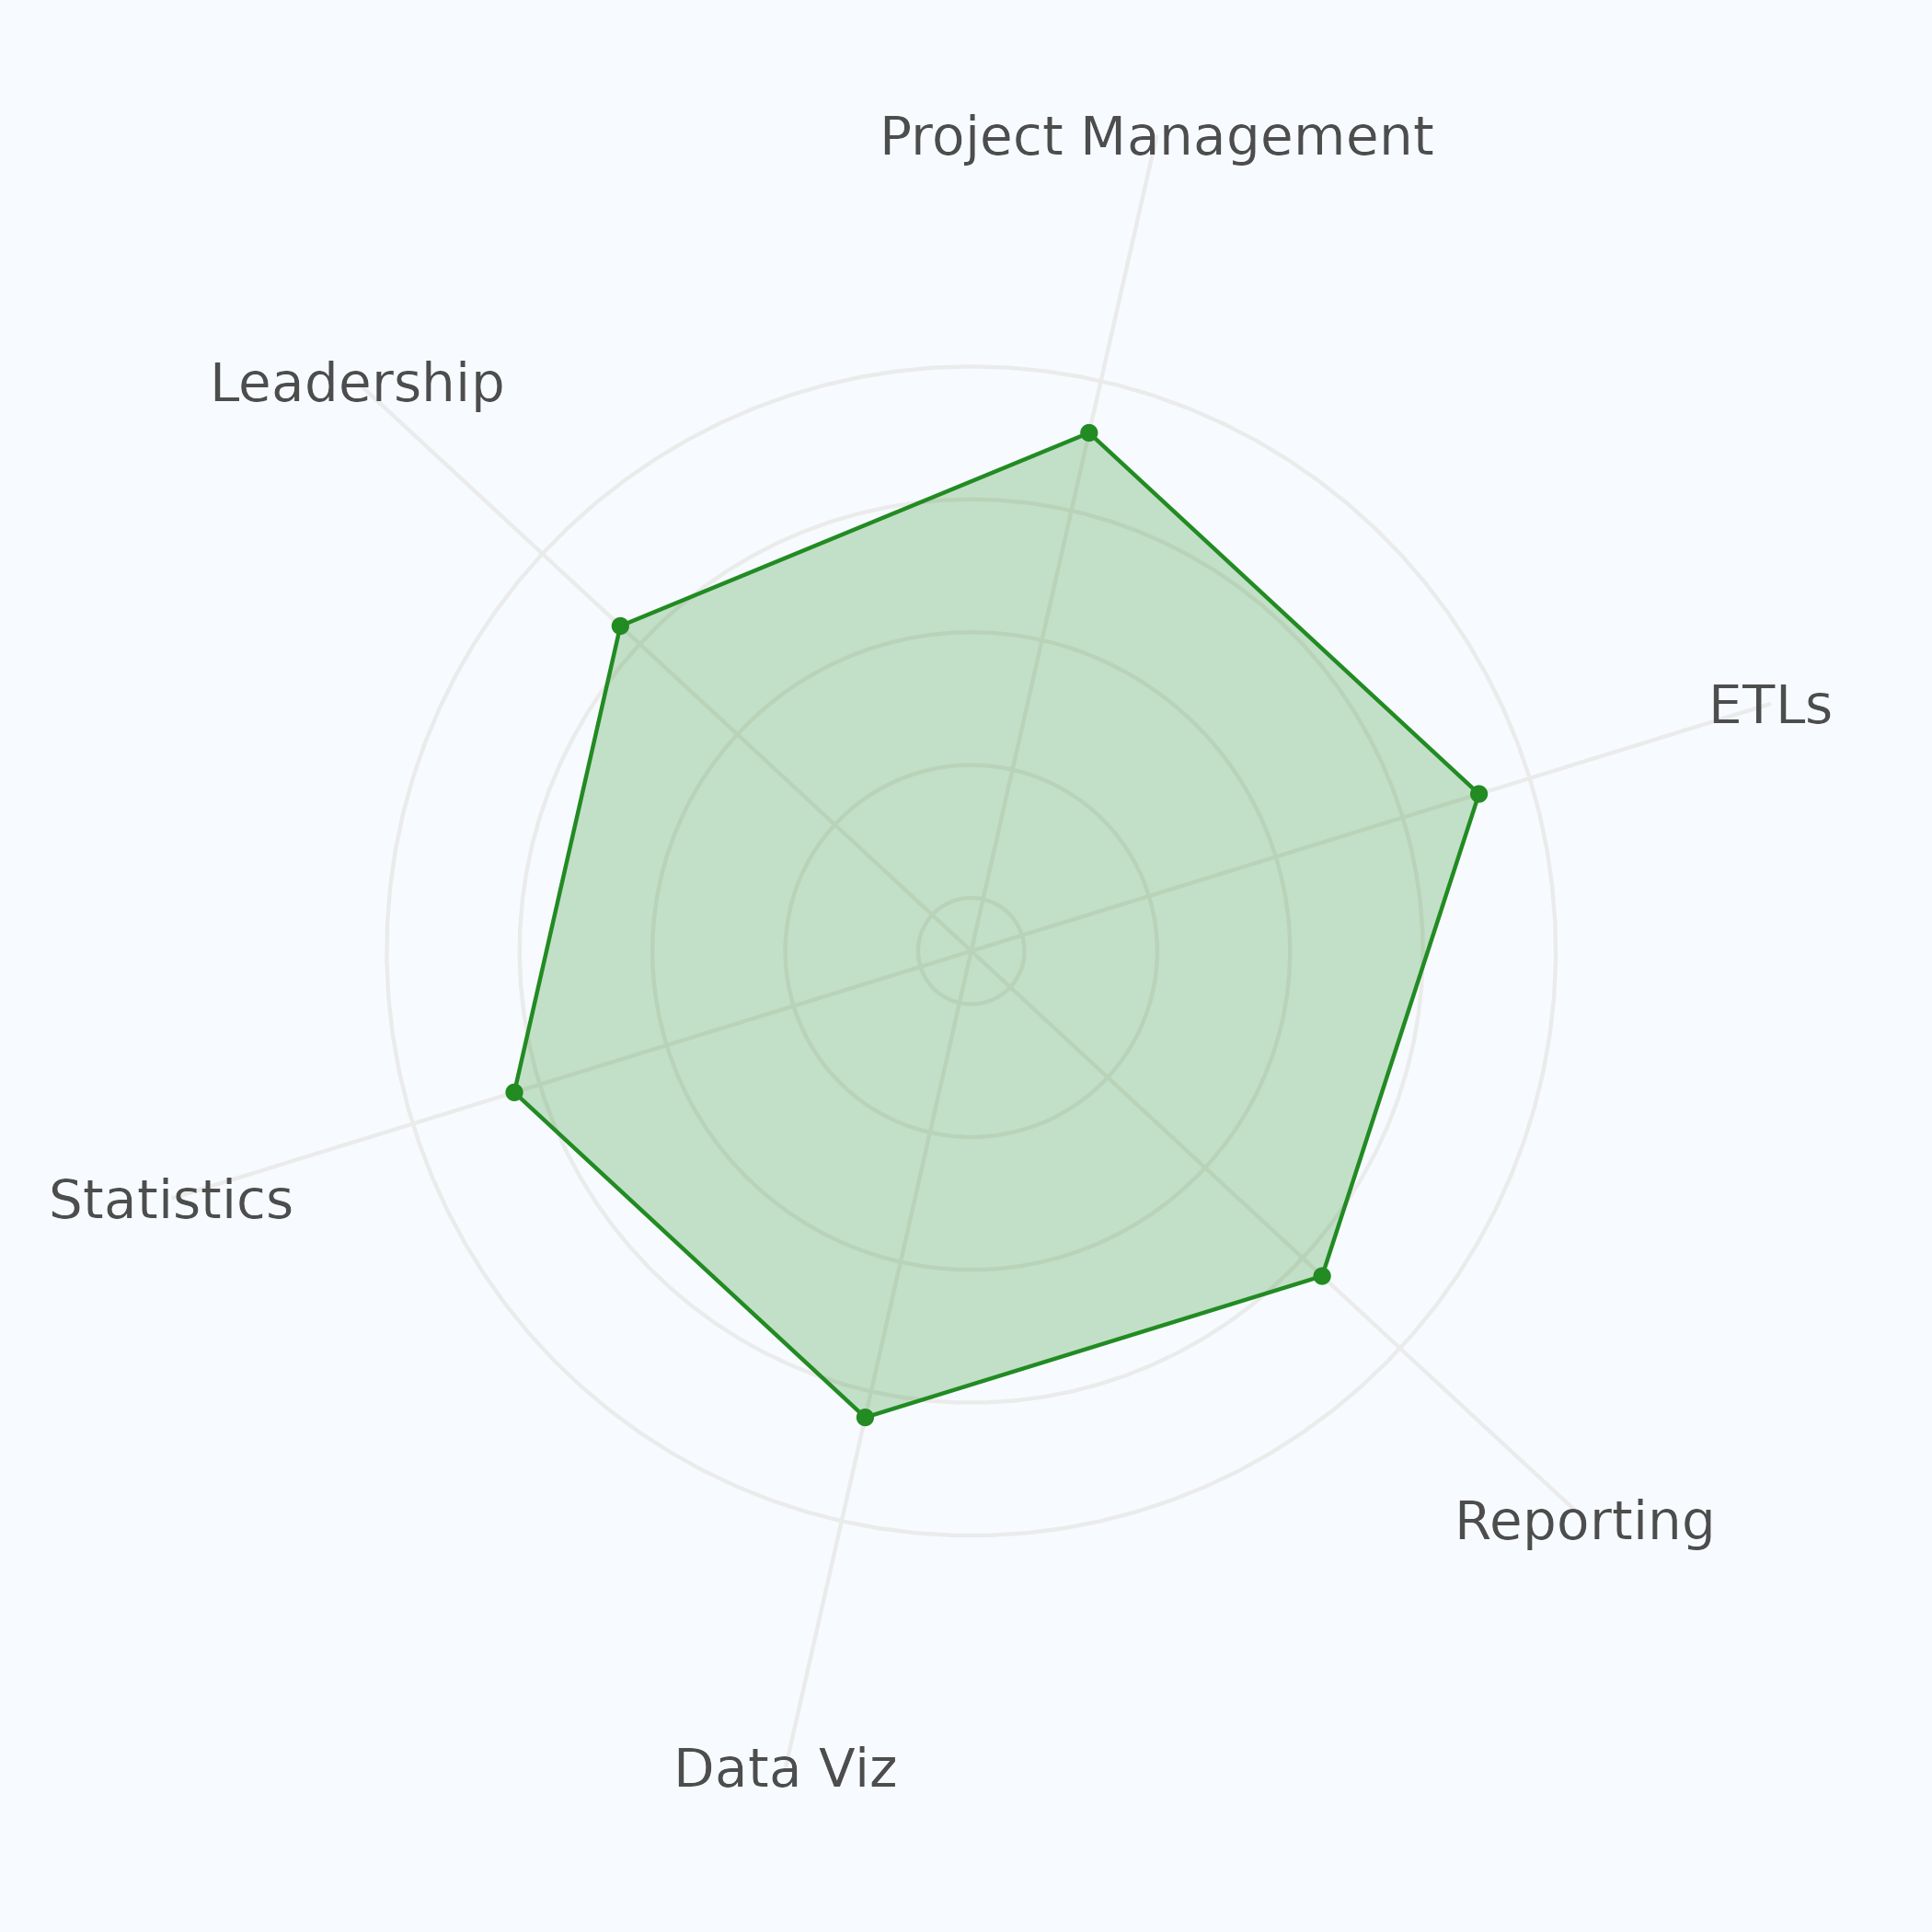 Project Management
Leadership
ETLs
Statistics
Reporting
Data Viz